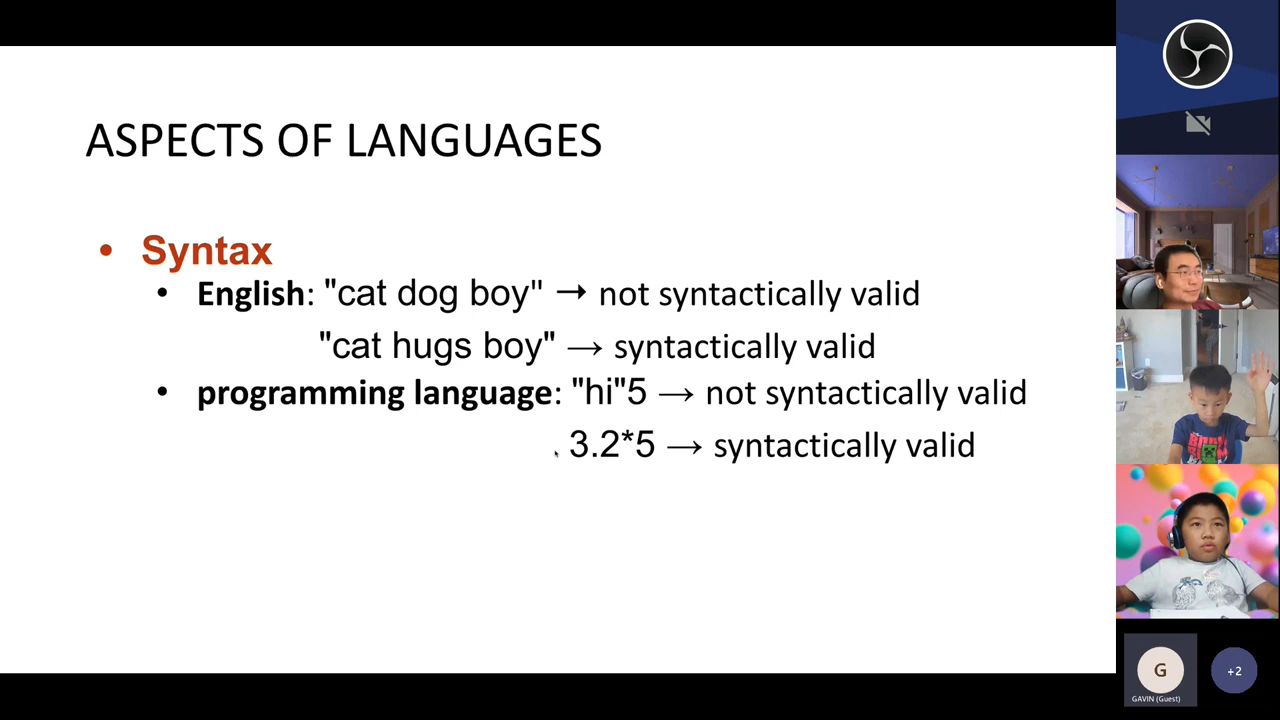 ASPECTS OF LANGUAGES
• Syntax
• English: "cat dog boy" → not syntactically valid
"cat hugs boy" → syntactically valid
• programming language: "hi"5 → not syntactically valid
3.2*5 → syntactically valid
G
GAVIN (Guest)
+2